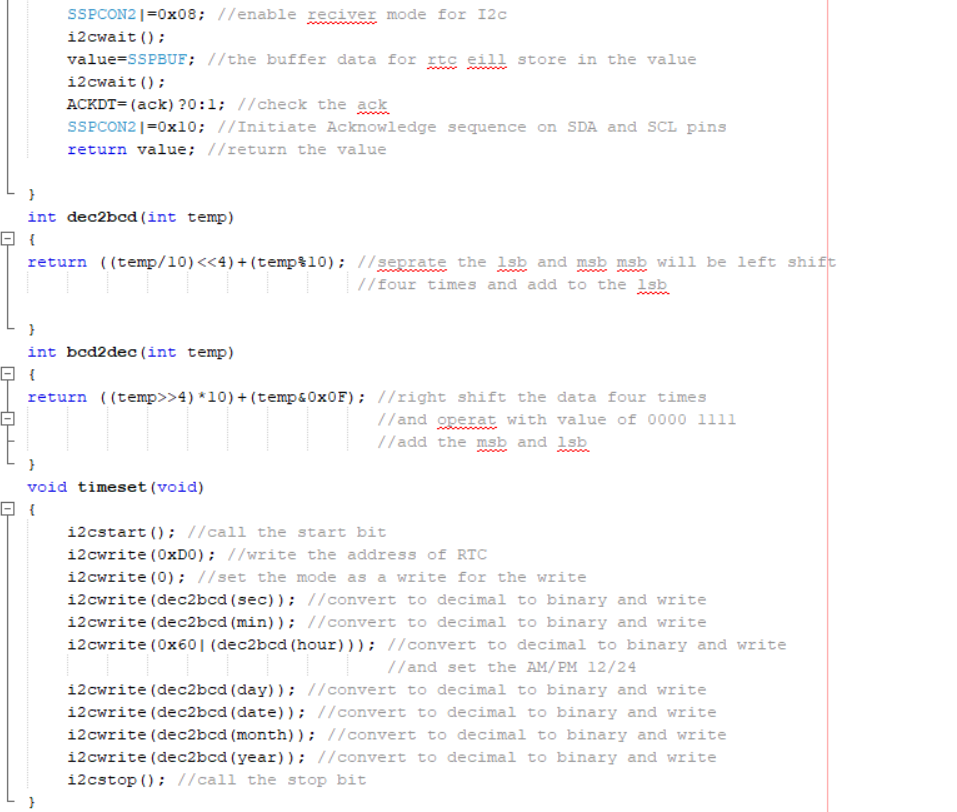 SSPCON2|=0x08; //enable reciver mode for I2c
i2cwait();
value=SSPBUF; //the buffer data for rtc eill store in the value
i2cwait();
ACKDT=(ack)?0:1; //check the ack
SSPCON2|=0x10; //Initiate Acknowledge sequence on SDA and SCL pins
return value; //return the value
}
int dec2bcd(int temp)
{
return ((temp/10)<<4)+(temp%10); //seprate the lsb and msb msb will be left shift
//four times and add to the lsb
}
int bcd2dec(int temp)
{
return ((temp>>4)*10)+(temp&0x0F); //right shift the data four times
//and operat with value of 0000 1111
//add the msb and lsb
}
void timeset(void)
{
i2cstart(); //call the start bit
i2cwrite(0xD0); //write the address of RTC
i2cwrite(0); //set the mode as a write for the write
i2cwrite(dec2bcd(sec)); //convert to decimal to binary and write
i2cwrite(dec2bcd(min)); //convert to decimal to binary and write
i2cwrite(0x60|(dec2bcd(hour))); //convert to decimal to binary and write
//and set the AM/PM 12/24
i2cwrite(dec2bcd(day)); //convert to decimal to binary and write
i2cwrite(dec2bcd(date)); //convert to decimal to binary and write
i2cwrite(dec2bcd(month)); //convert to decimal to binary and write
i2cwrite(dec2bcd(year)); //convert to decimal to binary and write
i2cstop(); //call the stop bit
}